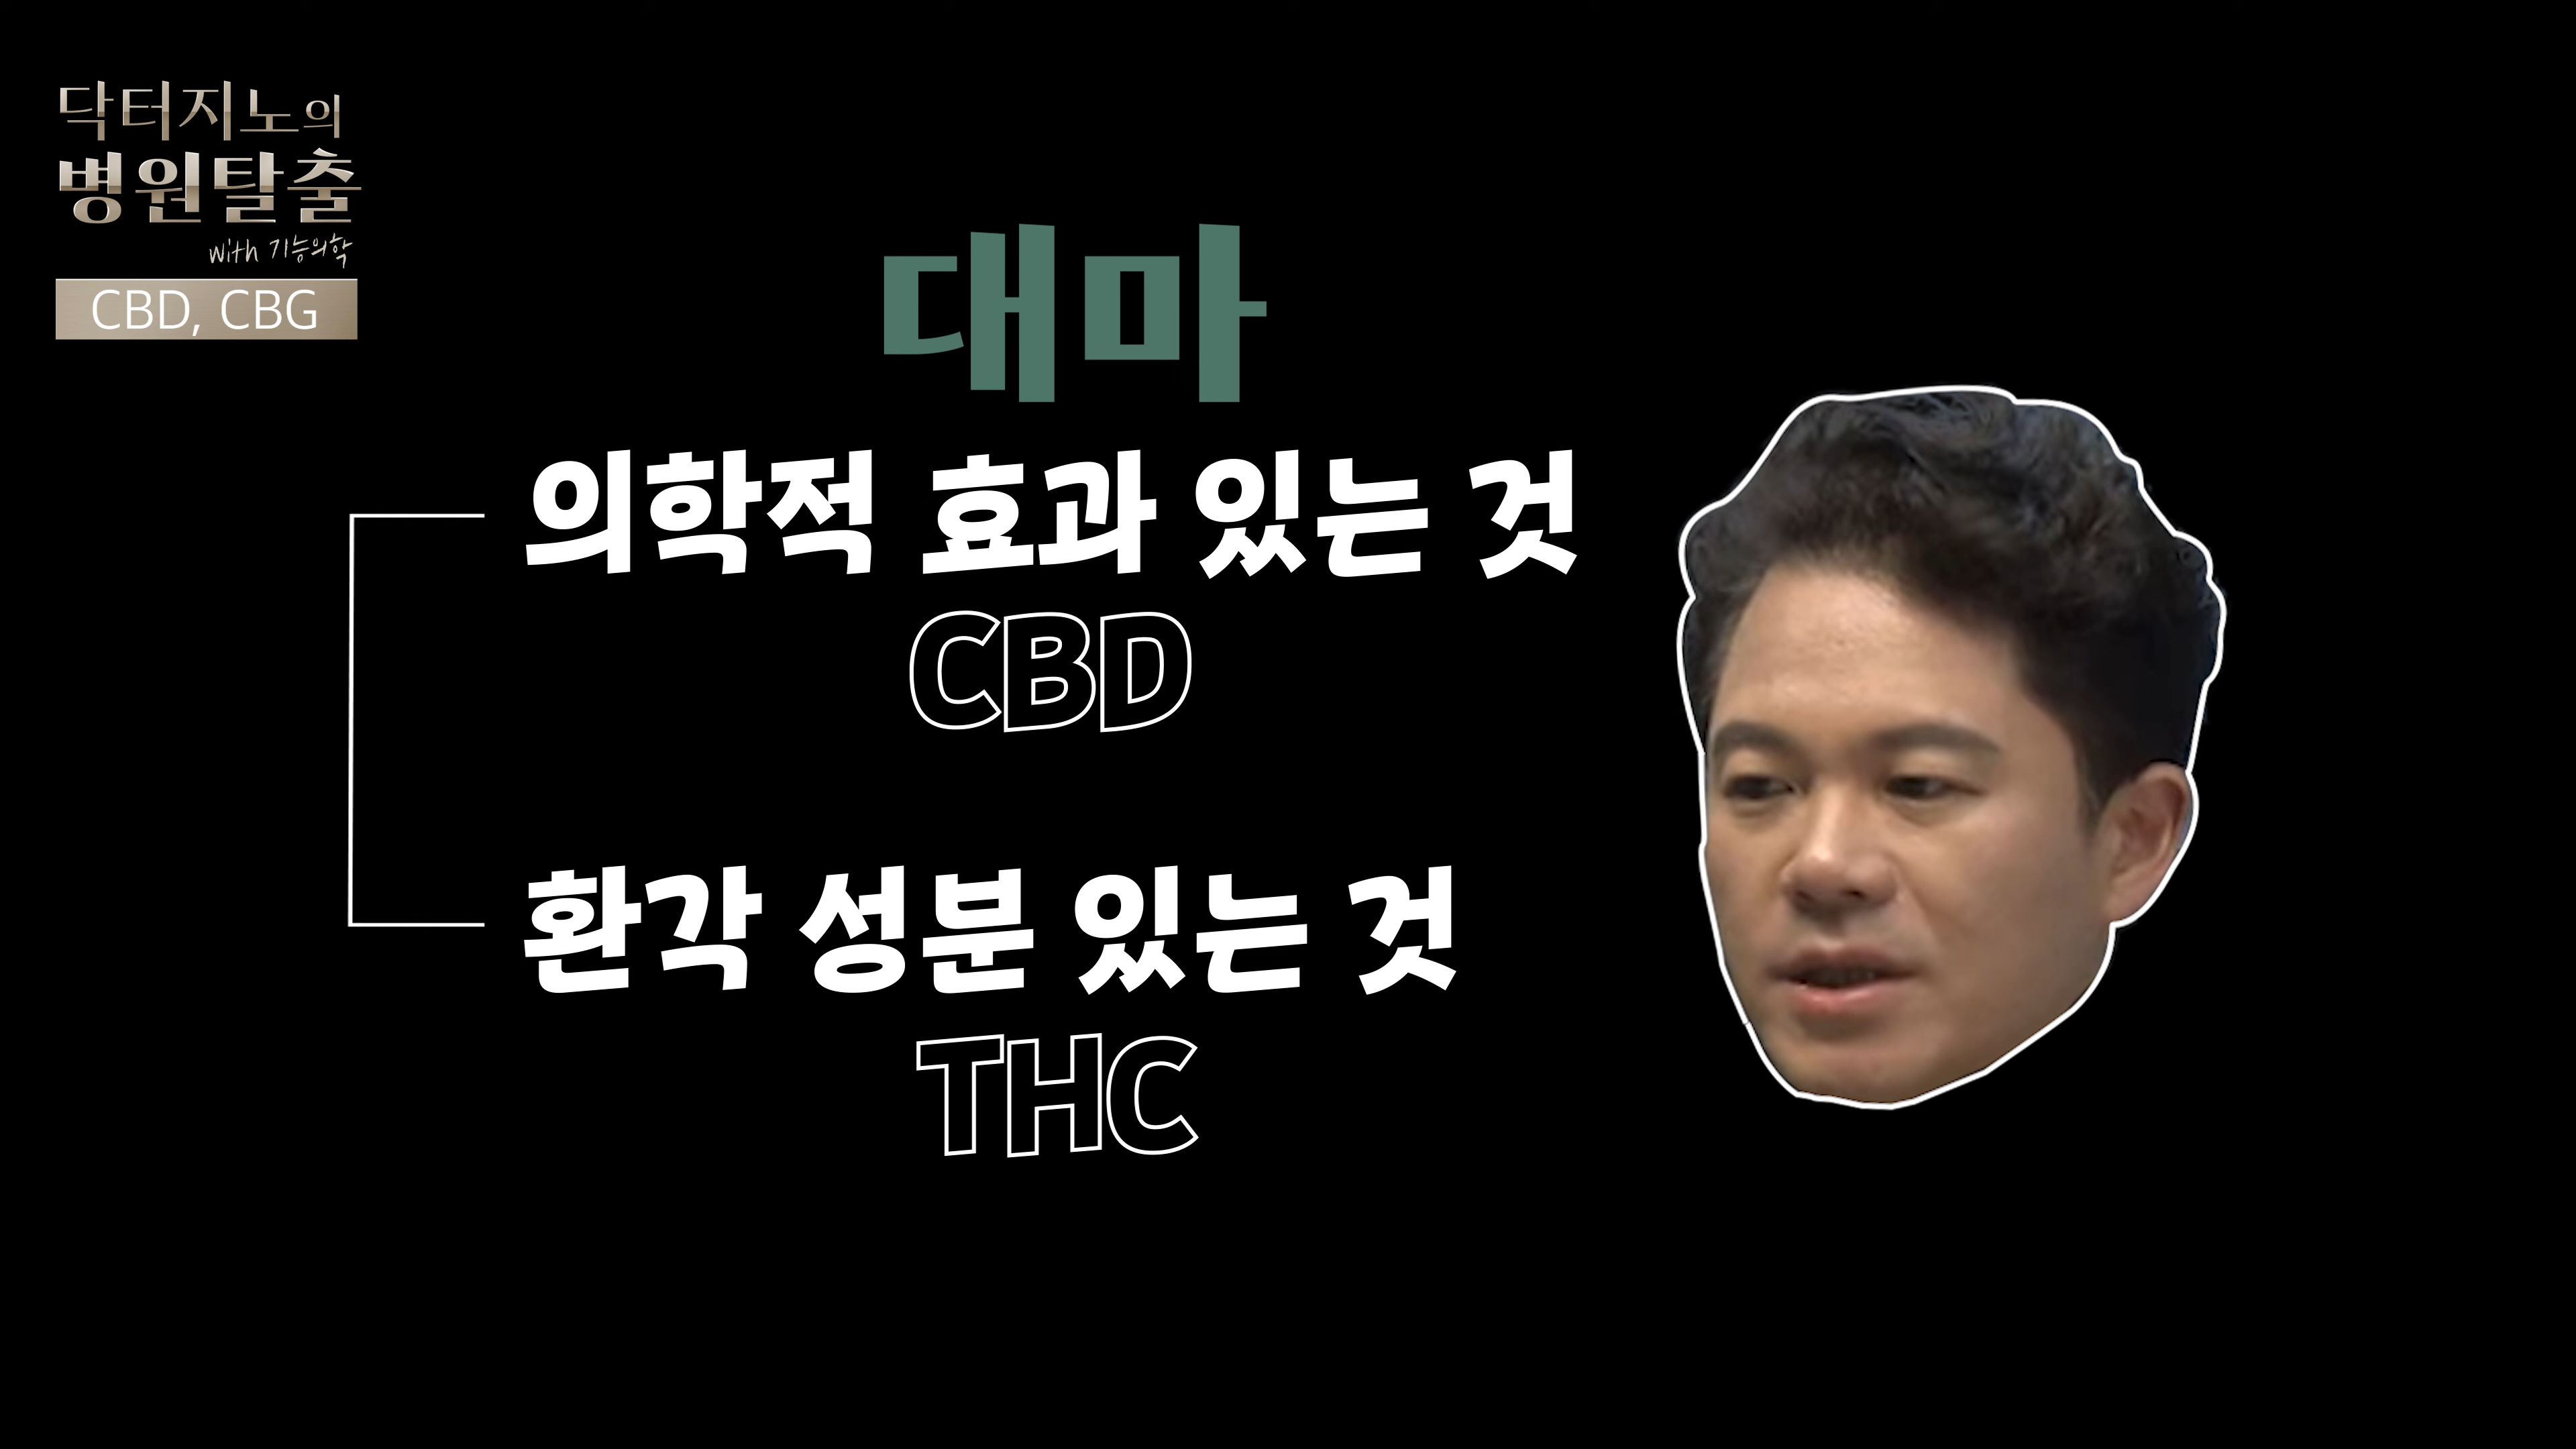 닥터지노의
병원탈출
with 기능의학
CBD, CBG
대마
의학적 효과 있는 것
CBD
환각 성분 있는 것
THC